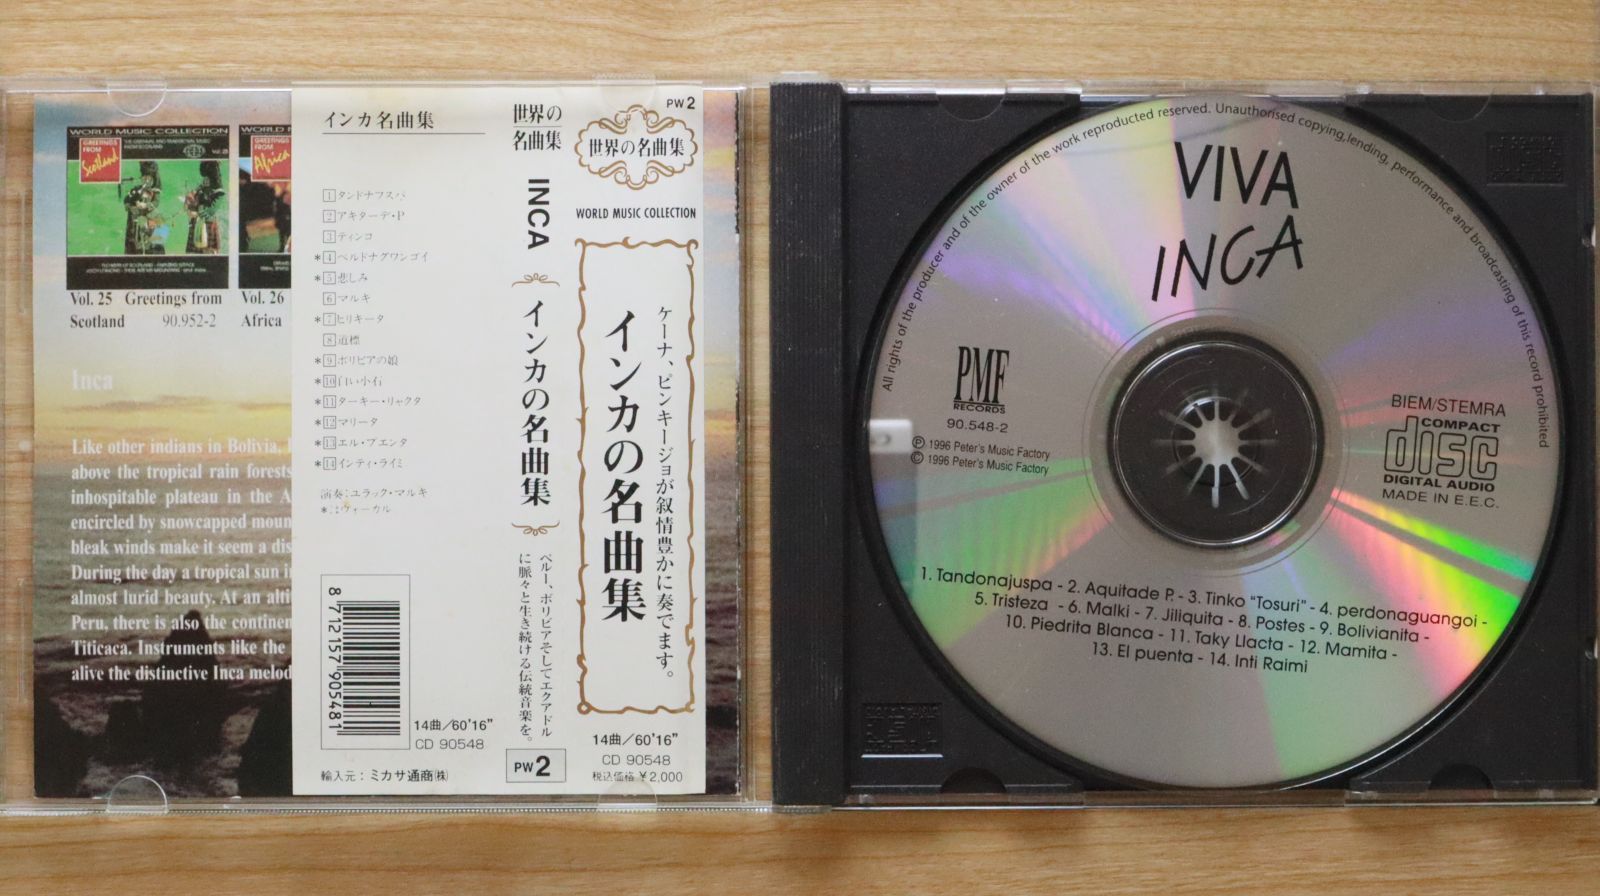 WORLD MUSIC COLLECTION
GREETINGS FROM
Scotland
Vol. 25 Greetings from
Scotland 90.952-2
WORLD M
GREETINGS FROM
Africa
Vol. 26
Africa
Inca
Like other indians in Bolivia,
above the tropical rain forests
inhospitable plateau in the A
encircled by snowcapped moun
bleak winds make it seem a dis
During the day a tropical sun i
almost lurid beauty. At an alti
Peru, there is also the continen
Titicaca. Instruments like the
alive the distinctive Inca melod
インカ名曲集
1 タンドナフスパ
2 アキターデ・P
3 ティンコ
*4 ペルドナグワンゴイ
*5 悲しみ
6 マルキ
*7 ヒリキータ
8 道標
*9 ボリビアの娘
*10 白い小石
*11 ターキー・リャクタ
*12 マリータ
*13 エル・プエンタ
*14 インティ・ライミ
演奏:ユラック・マルキ
*:ヴォーカル
8 712157 905481
14曲/60'16"
CD 90548
輸入元:ミカサ通商㈱
世界の
名曲集
INCA
インカの名曲集
ペルー、ボリビアそしてエクアドル
に脈々と生き続ける伝統音楽を。
PW2
PW2
世界の名曲集
WORLD MUSIC COLLECTION
ケーナ、ピンキージョが叙情豊かに奏でます。
インカの名曲集
14曲/60'16"
CD 90548
税込価格 ¥2,000
All rights of the producer and of the owner of the work reproduced reserved. Unauthorised copying, lending, performance and broadcasting of this record prohibited
VIVA
INCA
PMF
RECORDS
90.548-2
Ⓟ 1996 Peter's Music Factory
© 1996 Peter's Music Factory
BIEM/STEMRA
COMPACT
disc
DIGITAL AUDIO
MADE IN E.E.C.
1. Tandonajuspa - 2. Aquitade P. - 3. Tinko "Tosuri" - 4. perdonaguangoi -
5. Tristeza - 6. Malki - 7. Jiliquita - 8. Postes - 9. Bolivianita -
10. Piedrita Blanca - 11. Taky Llacta - 12. Mamita -
13. El puenta - 14. Inti Raimi